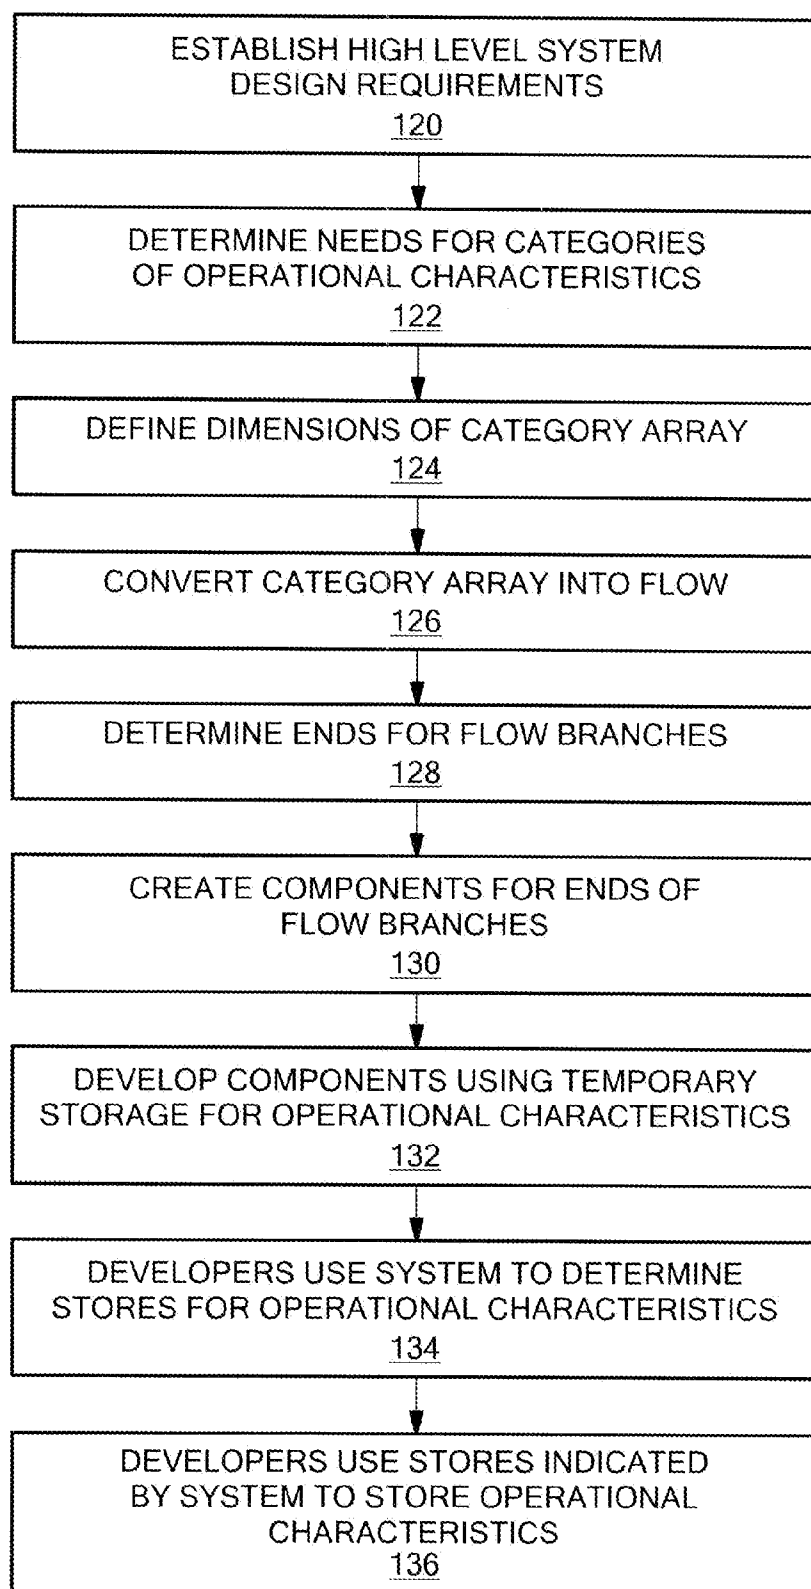 ESTABLISH HIGH LEVEL SYSTEM
DESIGN REQUIREMENTS
120
DETERMINE NEEDS FOR CATEGORIES
OF OPERATIONAL CHARACTERISTICS
122
DEFINE DIMENSIONS OF CATEGORY ARRAY
124
CONVERT CATEGORY ARRAY INTO FLOW
126
DETERMINE ENDS FOR FLOW BRANCHES
128
CREATE COMPONENTS FOR ENDS OF
FLOW BRANCHES
130
DEVELOP COMPONENTS USING TEMPORARY
STORAGE FOR OPERATIONAL CHARACTERISTICS
132
DEVELOPERS USE SYSTEM TO DETERMINE
STORES FOR OPERATIONAL CHARACTERISTICS
134
DEVELOPERS USE STORES INDICATED
BY SYSTEM TO STORE OPERATIONAL
CHARACTERISTICS
136